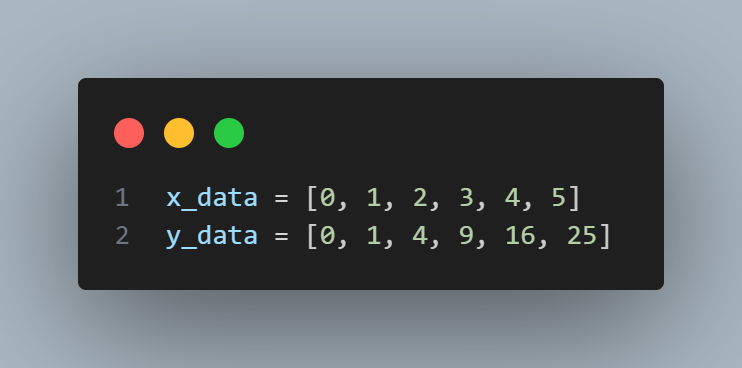 1 x_data = [0, 1, 2, 3, 4, 5]
2 y_data = [0, 1, 4, 9, 16, 25]